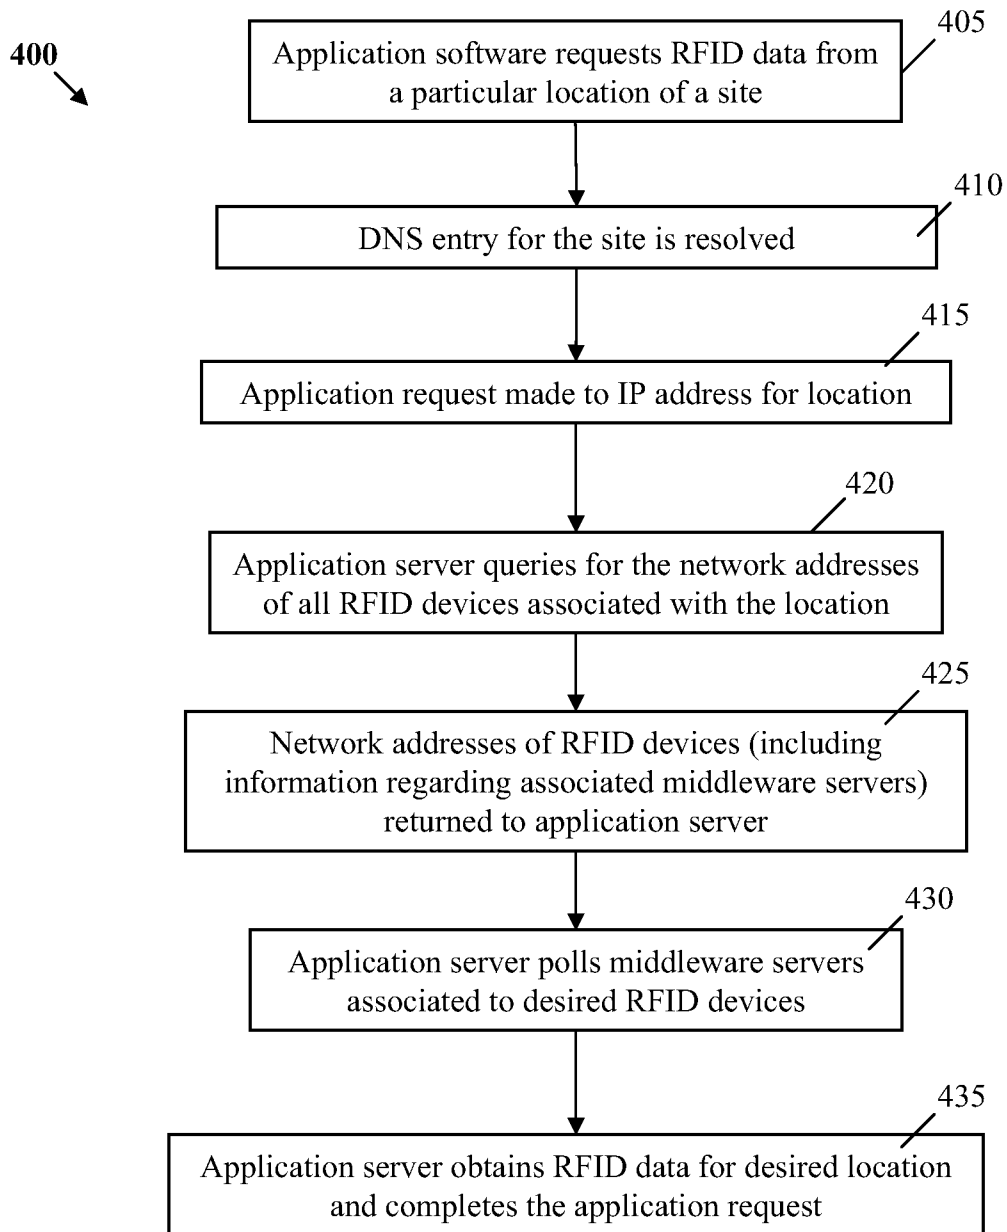 400
405
Application software requests RFID data from
a particular location of a site
410
DNS entry for the site is resolved
415
Application request made to IP address for location
420
Application server queries for the network addresses
of all RFID devices associated with the location
425
Network addresses of RFID devices (including
information regarding associated middleware servers)
returned to application server
430
Application server polls middleware servers
associated to desired RFID devices
435
Application server obtains RFID data for desired location
and completes the application request